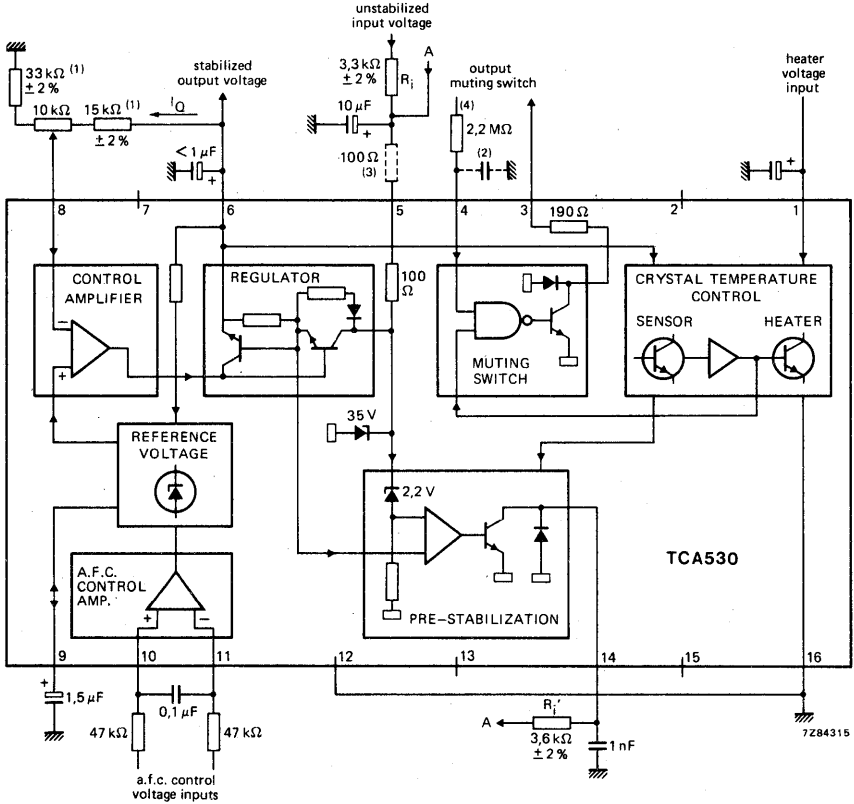 unstabilized
input voltage
A
stabilized
output voltage
3,3 kΩ
± 2%
Ri
output
muting switch
heater
voltage
input
33 kΩ (1)
± 2%
10 kΩ
15 kΩ (1)
± 2%
IQ
10 µF
+
(4)
2,2 MΩ
< 1 µF
+
100 Ω
(3)
(2)
+
8
7
6
5
4
3
2
1
190 Ω
CONTROL
AMPLIFIER
−
+
REGULATOR
100
Ω
MUTING
SWITCH
CRYSTAL TEMPERATURE
CONTROL
SENSOR
HEATER
35 V
REFERENCE
VOLTAGE
2,2 V
PRE-STABILIZATION
TCA530
A.F.C.
CONTROL
AMP.
+
−
9
10
11
12
13
14
15
16
+
1,5 µF
0,1 µF
47 kΩ
47 kΩ
a.f.c. control
voltage inputs
A
Ri'
3,6 kΩ
± 2%
1 nF
7Z84315